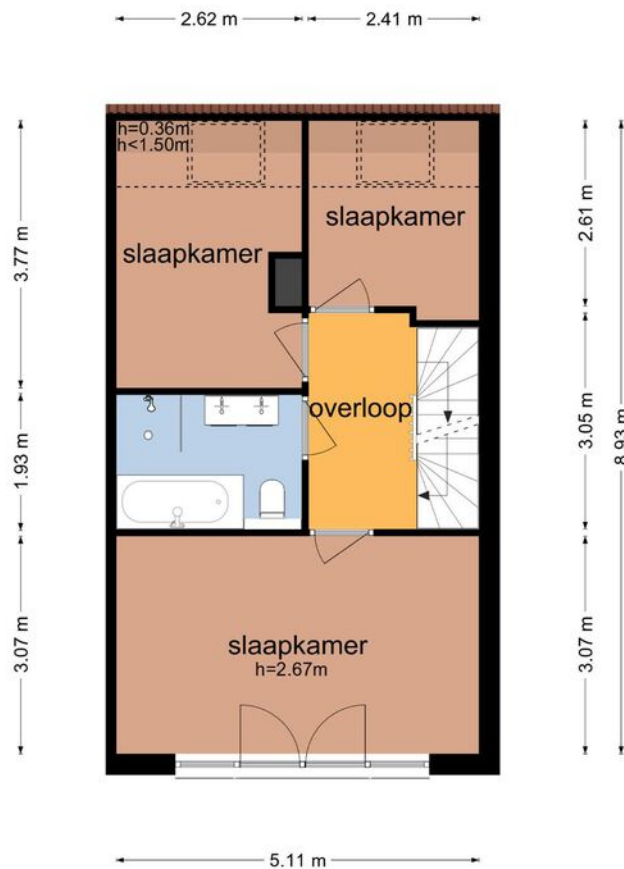 2.62 m
2.41 m
h=0.36m
h<1.50m
slaapkamer
slaapkamer
3.77 m
2.61 m
overloop
1.93 m
3.05 m
8.93 m
slaapkamer
h=2.67m
3.07 m
3.07 m
5.11 m